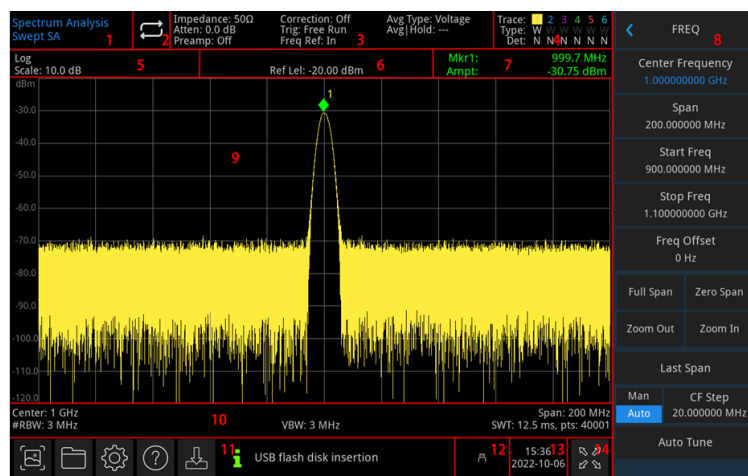 Spectrum Analysis
Swept SA
1
2
Impedance: 50Ω
Atten: 0.0 dB
Preamp: Off
Correction: Off
Trig: Free Run
Freq Ref: In
3
Avg Type: Voltage
Avg|Hold: ---
Trace: 1 2 3 4 5 6
Type: W W W W W W
Det: N N N N N N
4
Log
Scale: 10.0 dB
5
Ref Lel: -20.00 dBm
6
Mkr1: 999.7 MHz
Ampt: -30.75 dBm
7
dBm
-30.0
-40.0
-50.0
-60.0
-70.0
-80.0
-90.0
-100.0
-110.0
-120.0
1
9
Center: 1 GHz
#RBW: 3 MHz
10
VBW: 3 MHz
Span: 200 MHz
SWT: 12.5 ms, pts: 40001
?
11
i
USB flash disk insertion
12
15:36
2022-10-06
13
14
FREQ
8
Center Frequency
1.000000000 GHz
Span
200.000000 MHz
Start Freq
900.000000 MHz
Stop Freq
1.100000000 GHz
Freq Offset
0 Hz
Full Span
Zero Span
Zoom Out
Zoom In
Last Span
Man
Auto
CF Step
20.000000 MHz
Auto Tune